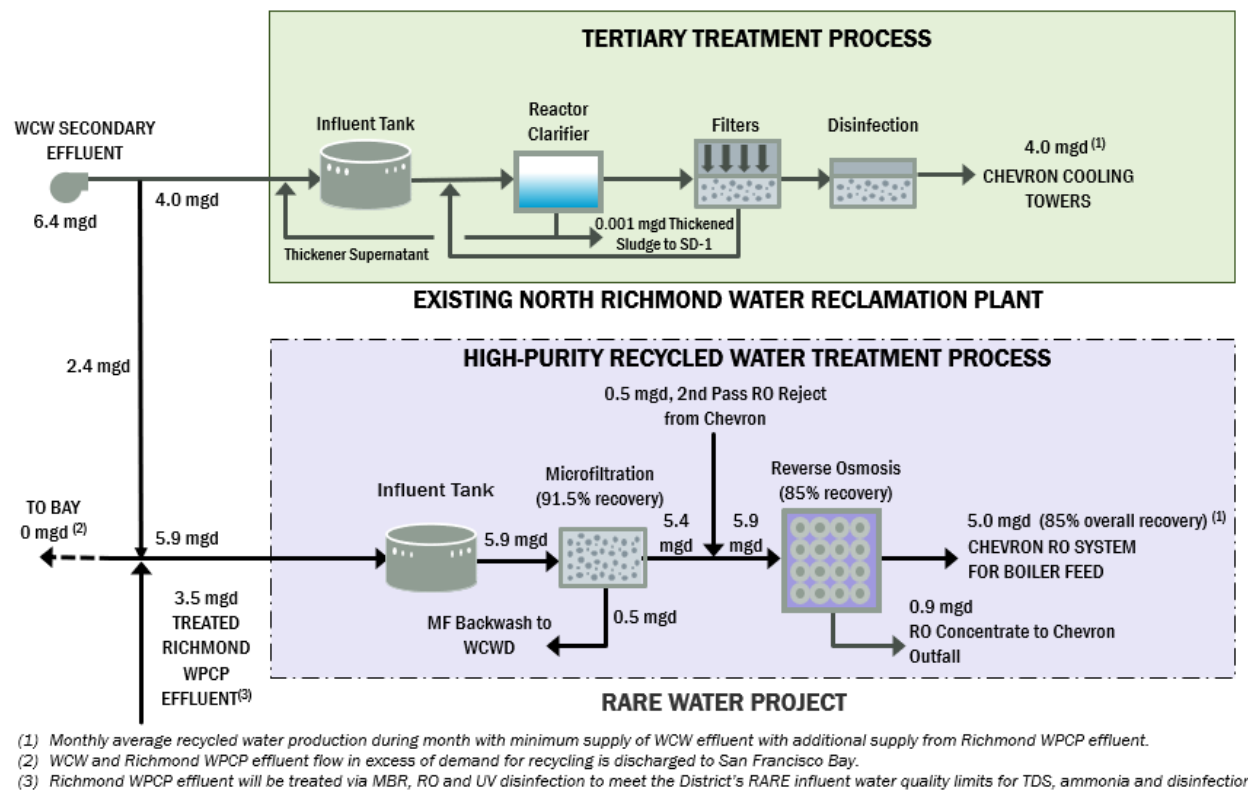 TERTIARY TREATMENT PROCESS
WCW SECONDARY
EFFLUENT
6.4 mgd
4.0 mgd
Influent Tank
Reactor
Clarifier
Filters
Disinfection
4.0 mgd (1)
CHEVRON COOLING
TOWERS
0.001 mgd Thickened
Sludge to SD-1
Thickener Supernatant
EXISTING NORTH RICHMOND WATER RECLAMATION PLANT
2.4 mgd
HIGH-PURITY RECYCLED WATER TREATMENT PROCESS
0.5 mgd, 2nd Pass RO Reject
from Chevron
TO BAY
0 mgd (2)
5.9 mgd
3.5 mgd
TREATED
RICHMOND
WPCP
EFFLUENT(3)
Influent Tank
5.9 mgd
Microfiltration
(91.5% recovery)
5.4
mgd
5.9
mgd
Reverse Osmosis
(85% recovery)
5.0 mgd (85% overall recovery) (1)
CHEVRON RO SYSTEM
FOR BOILER FEED
MF Backwash to
WCWD
0.5 mgd
0.9 mgd
RO Concentrate to Chevron
Outfall
RARE WATER PROJECT
(1) Monthly average recycled water production during month with minimum supply of WCW effluent with additional supply from Richmond WPCP effluent.
(2) WCW and Richmond WPCP effluent flow in excess of demand for recycling is discharged to San Francisco Bay.
(3) Richmond WPCP effluent will be treated via MBR, RO and UV disinfection to meet the District's RARE influent water quality limits for TDS, ammonia and disinfection